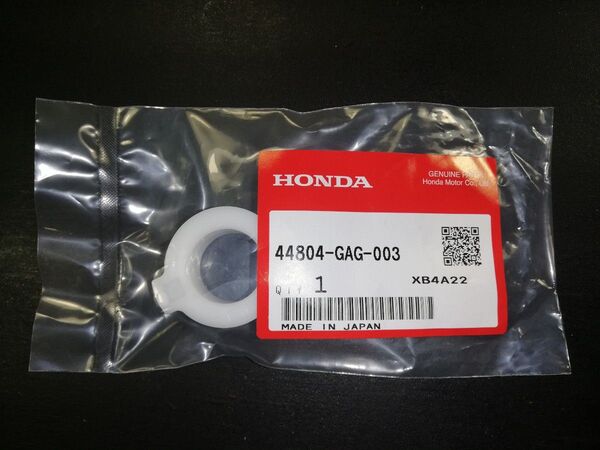 HONDA
GENUINE PARTS
Honda Motor Co., Ltd.
44804-GAG-003
XB4A22
QTY 1
MADE IN JAPAN